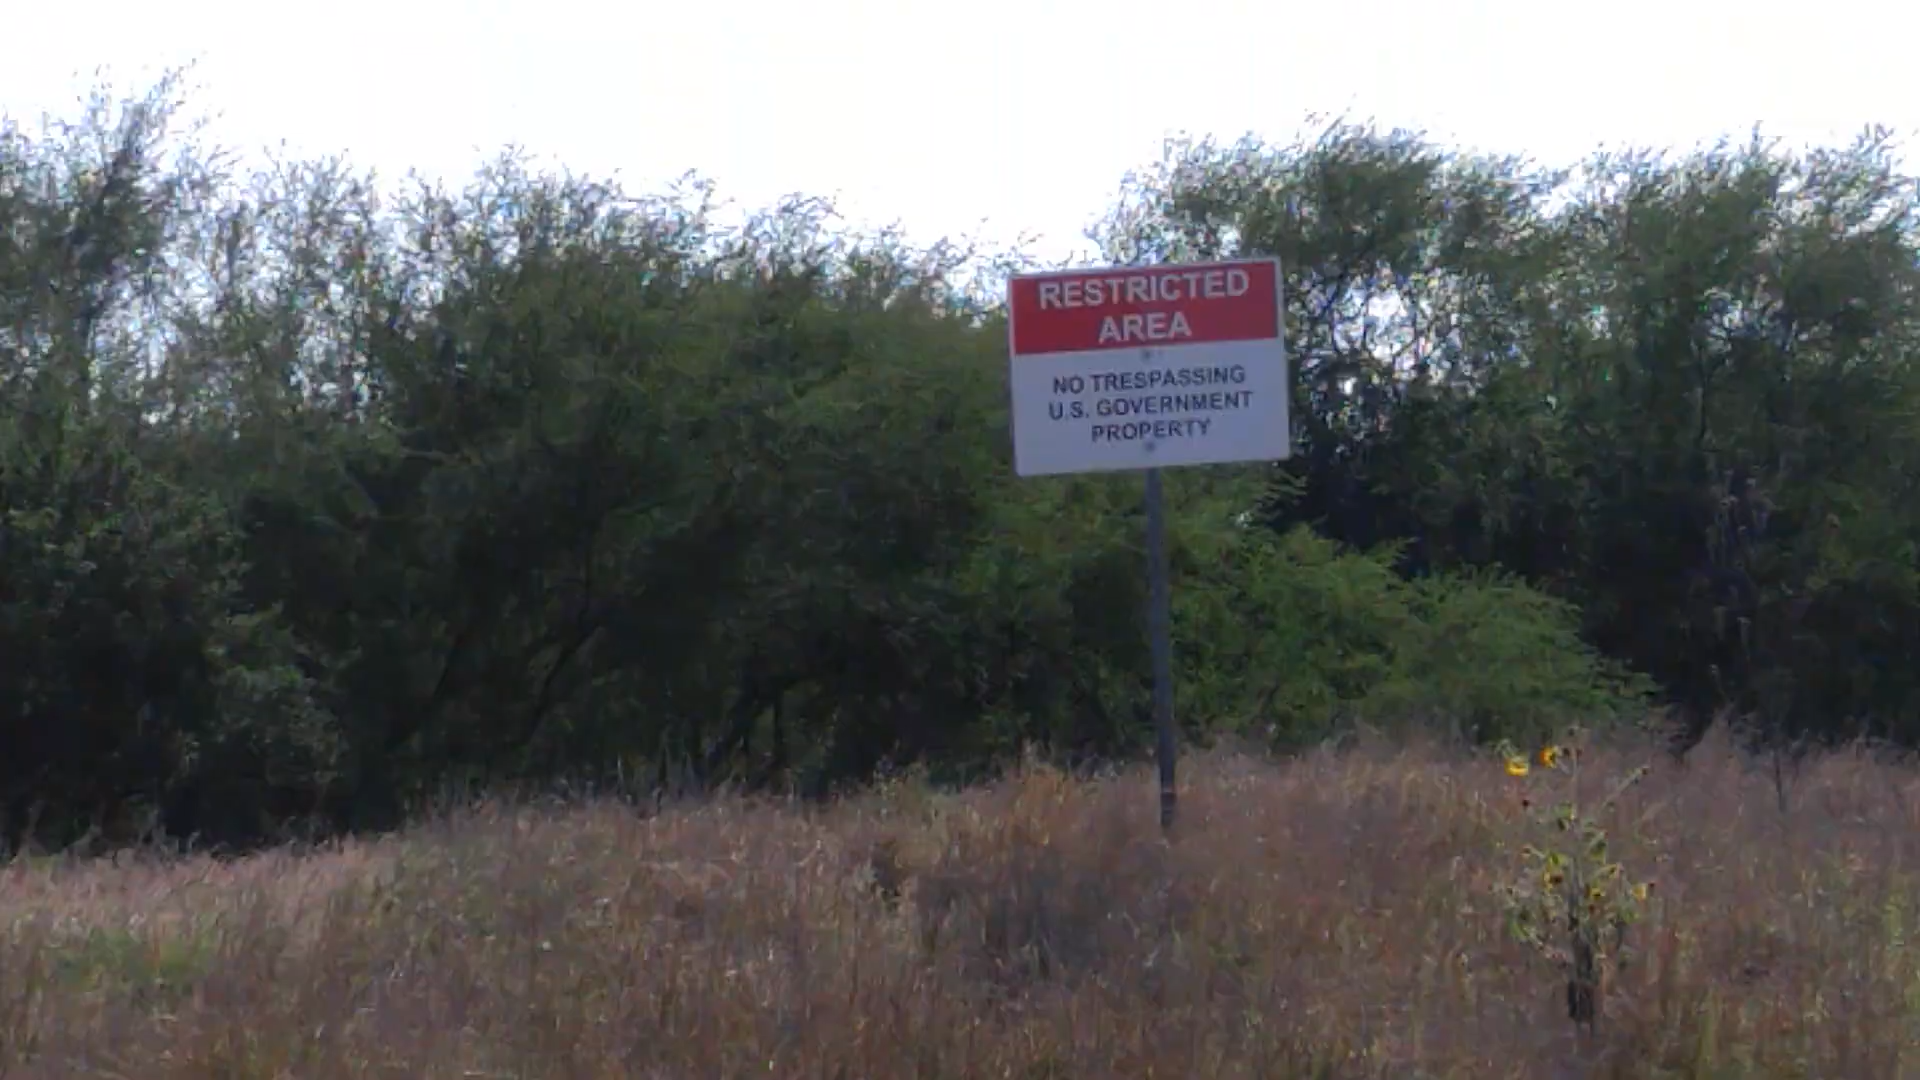 RESTRICTED
AREA
NO TRESPASSING
U.S. GOVERNMENT
PROPERTY